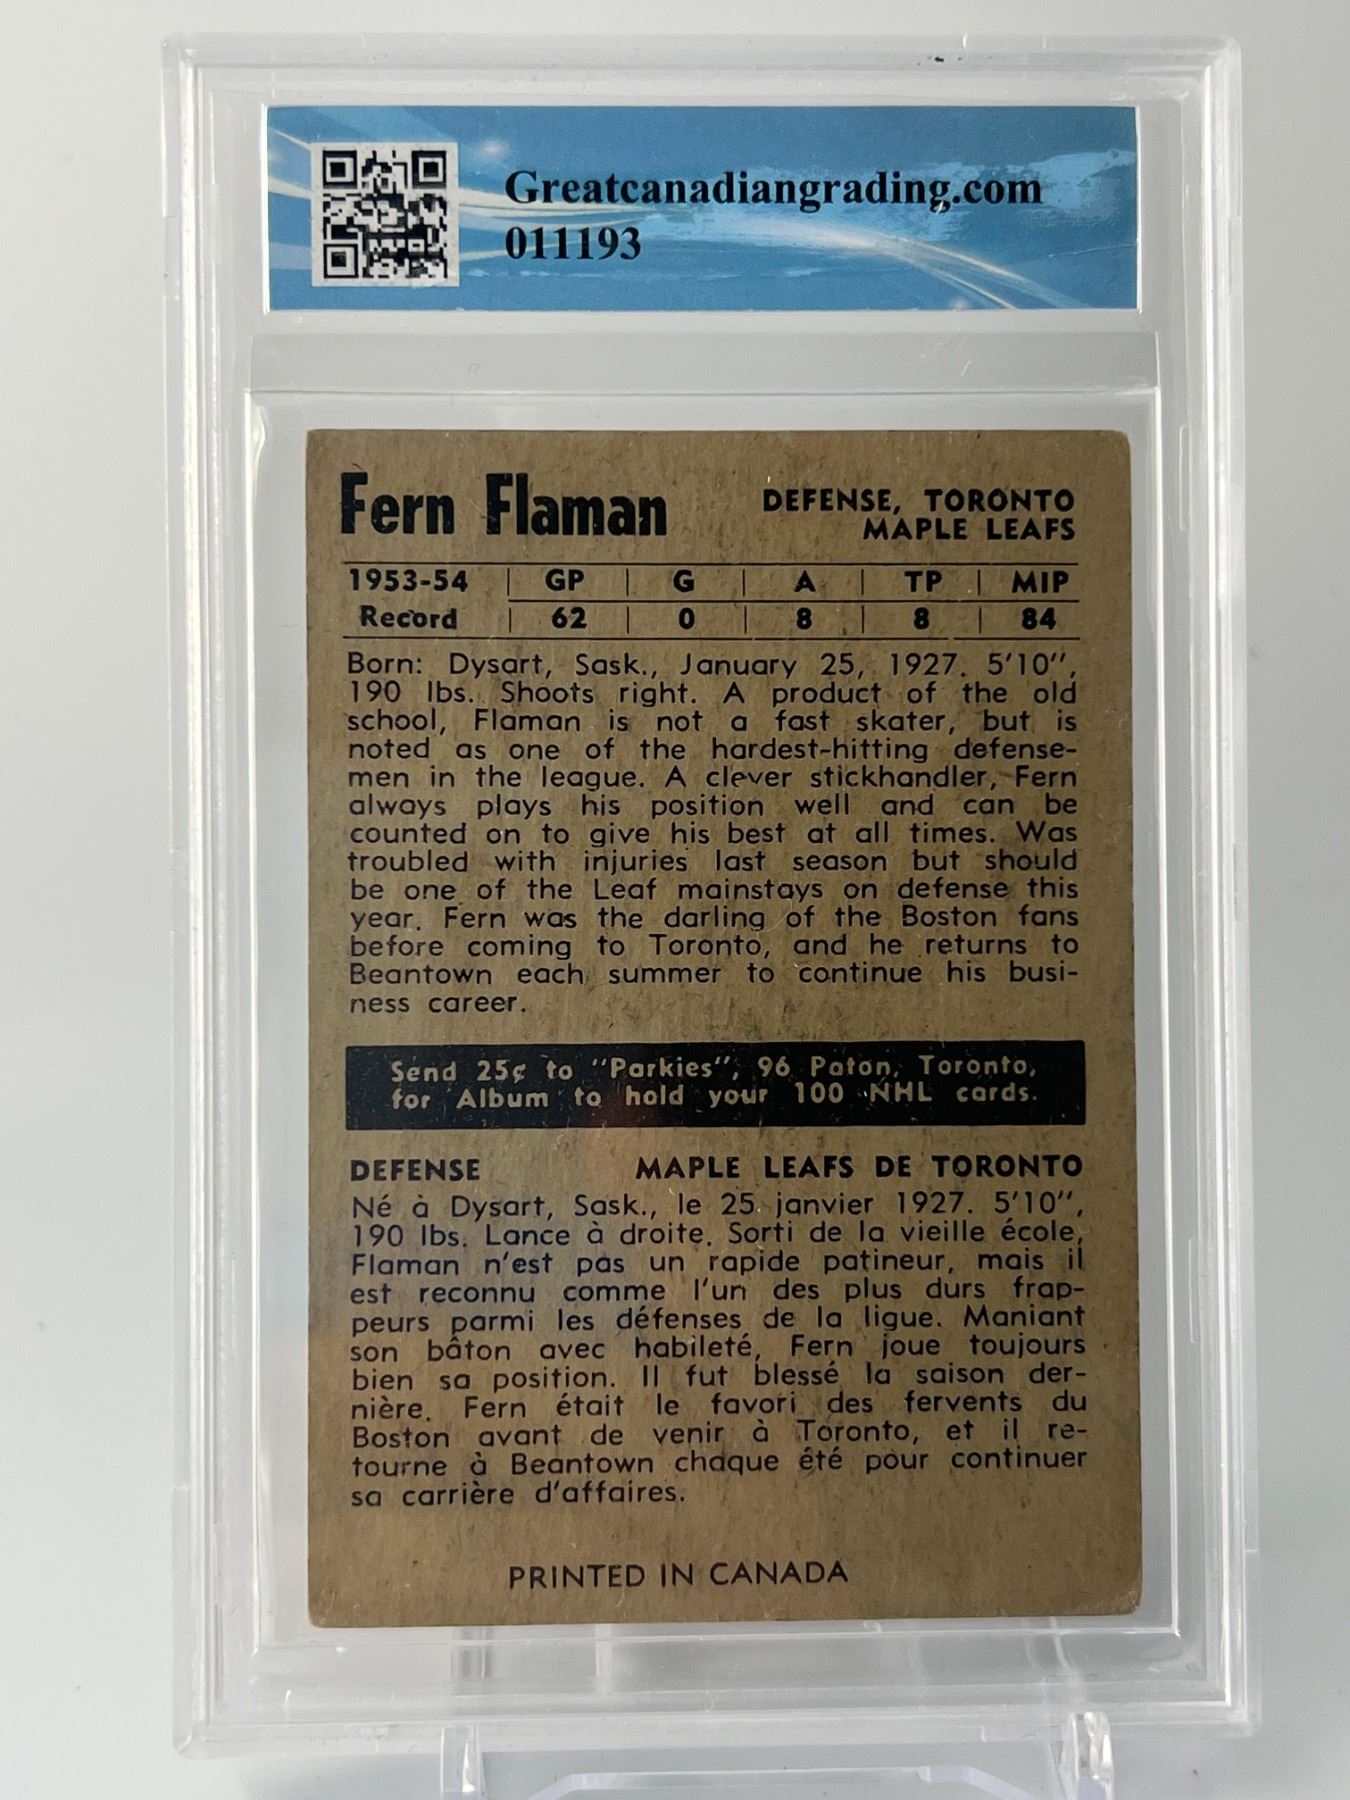 Greatcanadiangrading.com
011193
Fern Flaman
DEFENSE, TORONTO
MAPLE LEAFS
1953-54 | GP | G | A | TP | MIP
Record | 62 | 0 | 8 | 8 | 84
Born: Dysart, Sask., January 25, 1927. 5'10",
190 lbs. Shoots right. A product of the old
school, Flaman is not a fast skater, but is
noted as one of the hardest-hitting defense-
men in the league. A clever stickhandler, Fern
always plays his position well and can be
counted on to give his best at all times. Was
troubled with injuries last season but should
be one of the Leaf mainstays on defense this
year. Fern was the darling of the Boston fans
before coming to Toronto, and he returns to
Beantown each summer to continue his busi-
ness career.
Send 25¢ to "Parkies", 96 Paton, Toronto,
for Album to hold your 100 NHL cards.
DEFENSE MAPLE LEAFS DE TORONTO
Né à Dysart, Sask., le 25 janvier 1927. 5'10",
190 lbs. Lance à droite. Sorti de la vieille école,
Flaman n'est pas un rapide patineur, mais il
est reconnu comme l'un des plus durs frap-
peurs parmi les défenses de la ligue. Maniant
son bâton avec habileté, Fern joue toujours
bien sa position. Il fut blessé la saison der-
nière. Fern était le favori des fervents du
Boston avant de venir à Toronto, et il re-
tourne à Beantown chaque été pour continuer
sa carrière d'affaires.
PRINTED IN CANADA